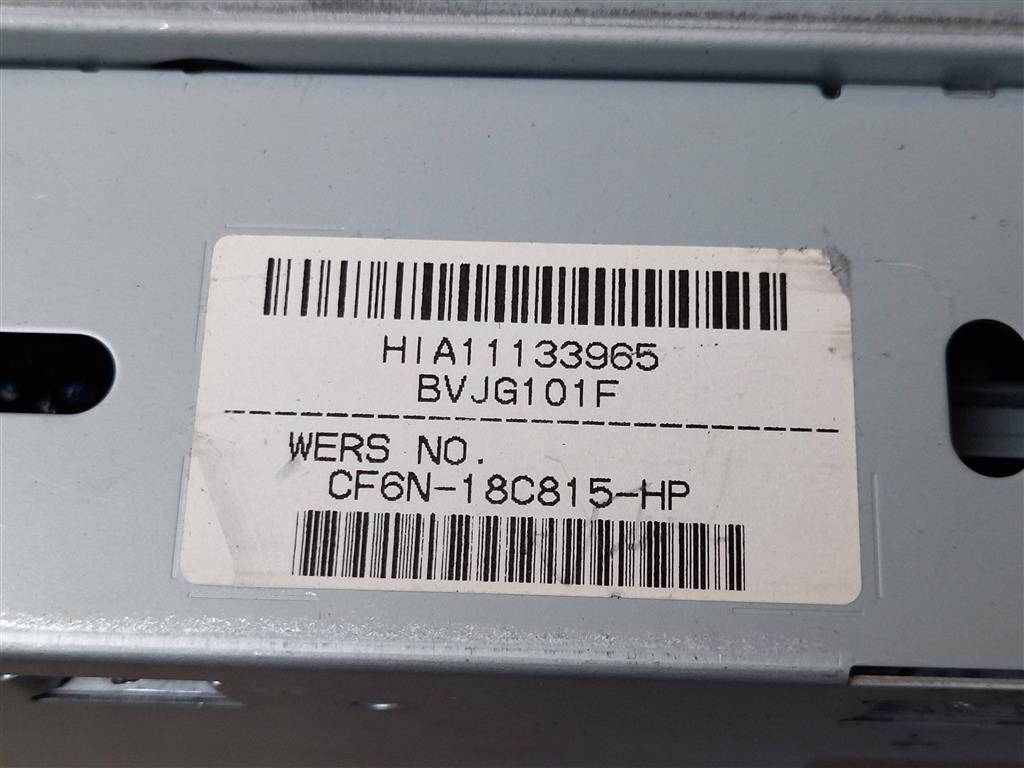 HIA11133965
BVJG101F
WERS NO.
CF6N-18C815-HP